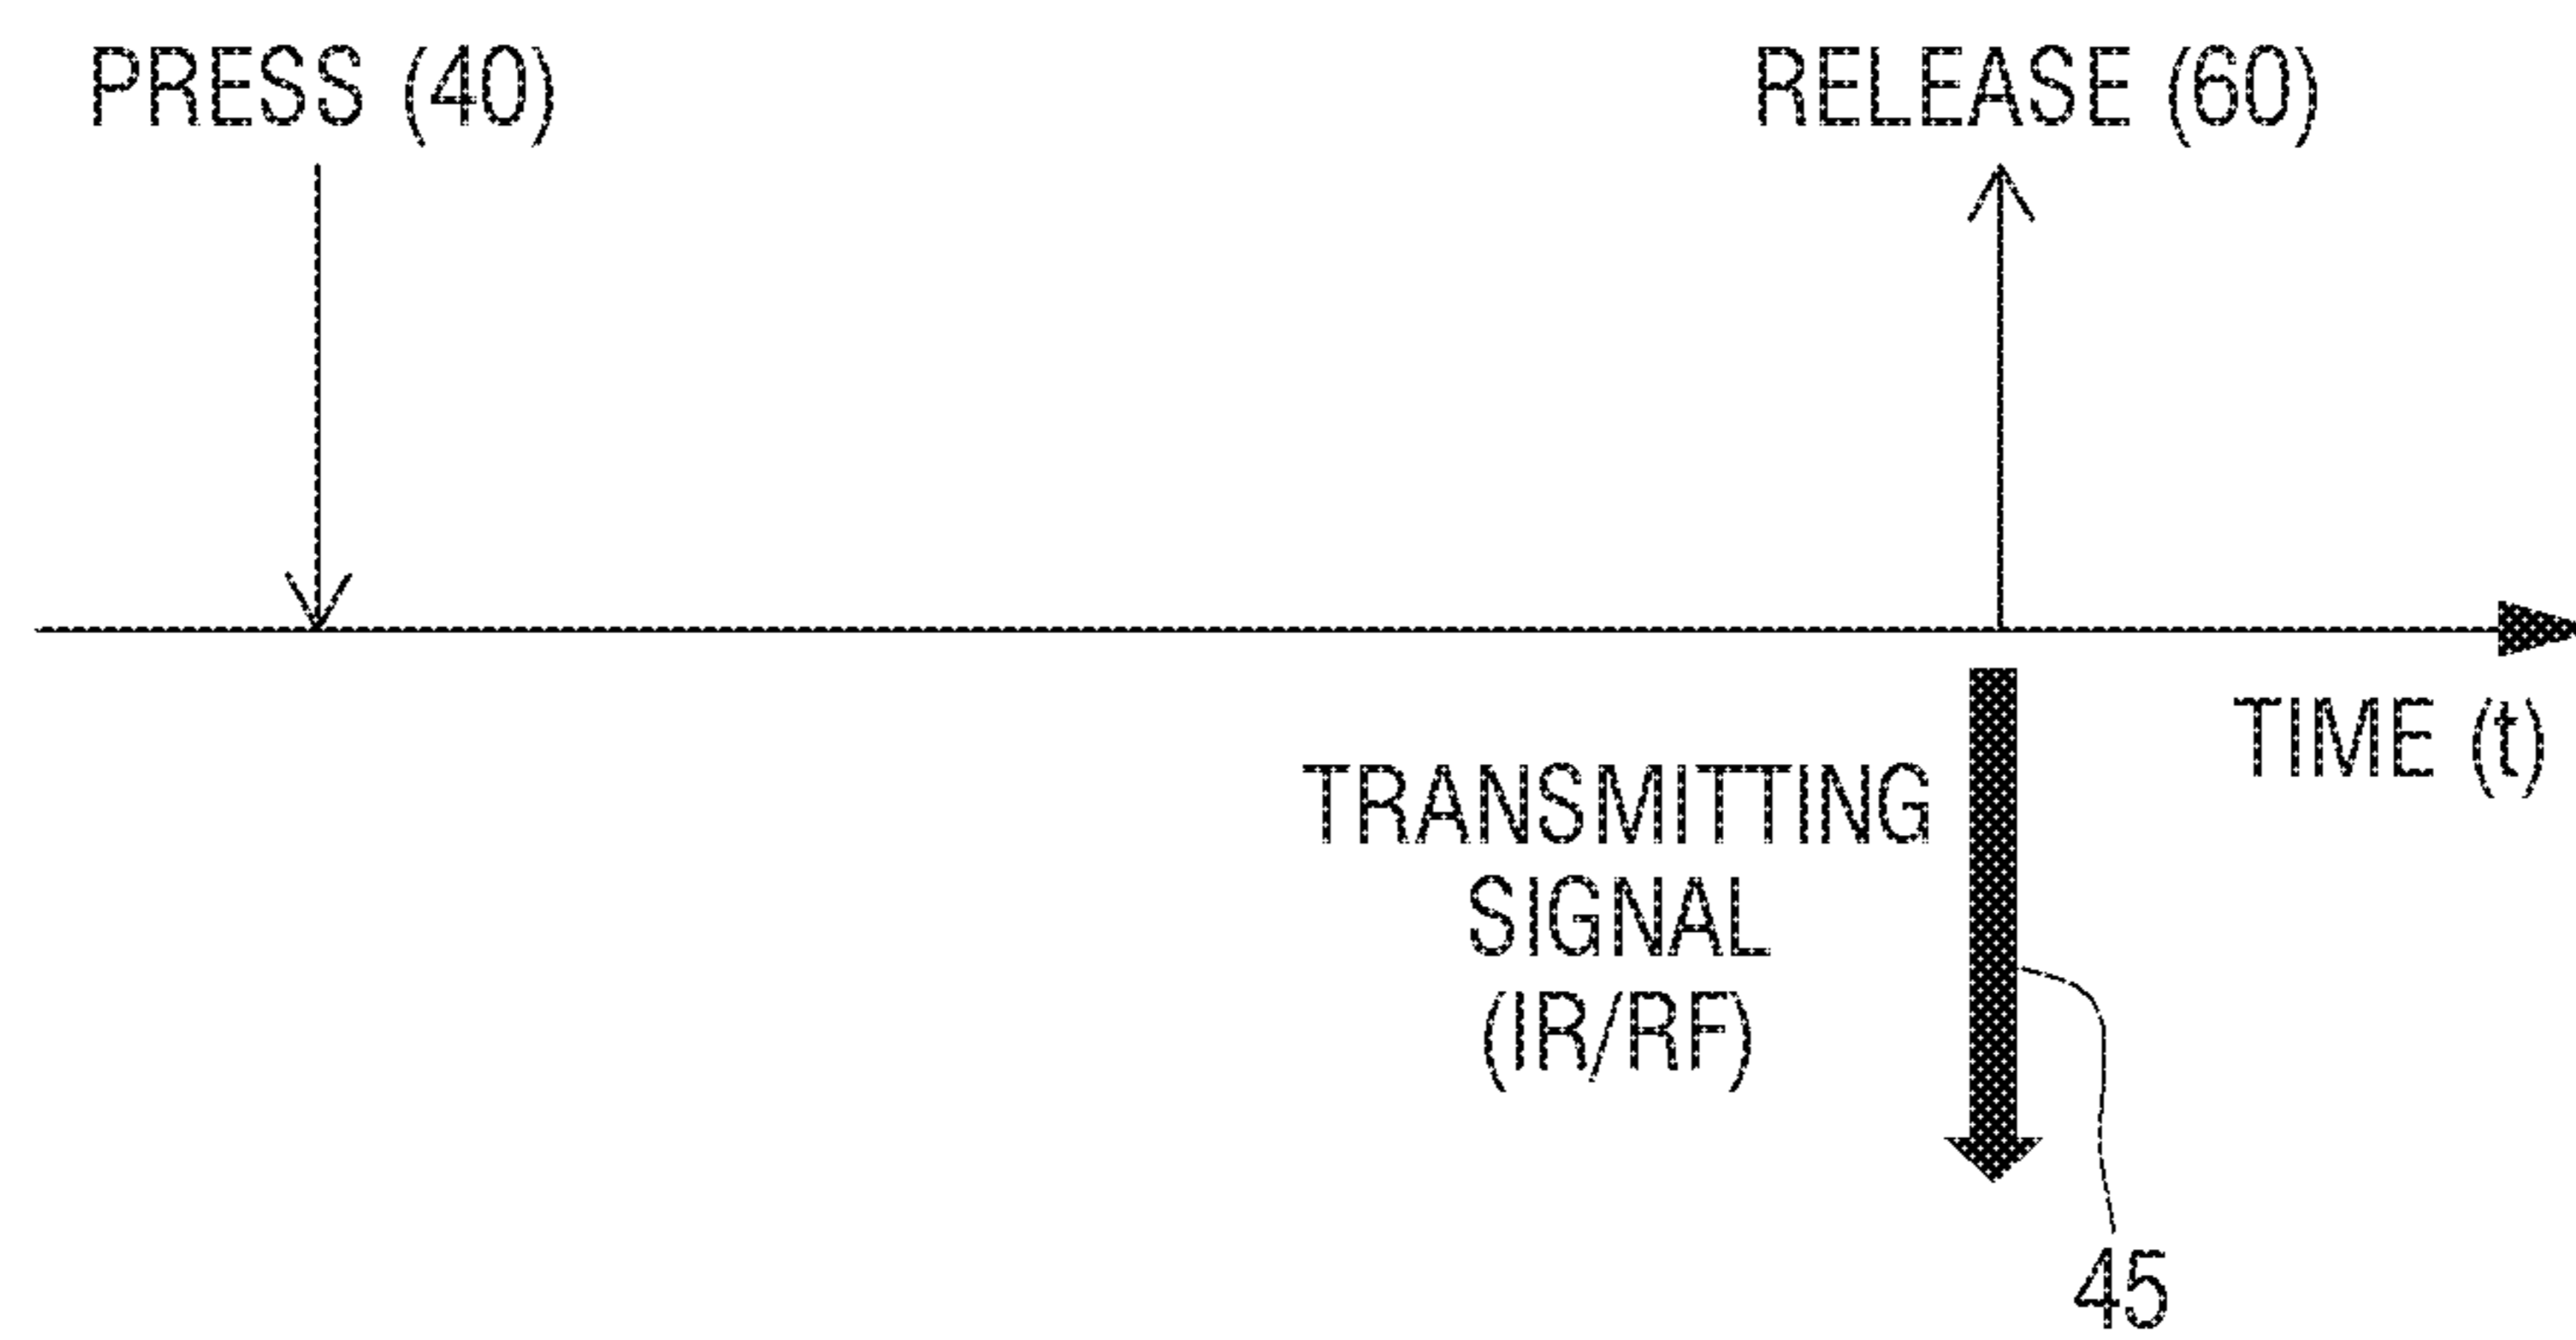 PRESS (40)
RELEASE (60)
TIME (t)
TRANSMITTING
SIGNAL
(IR/RF)
45